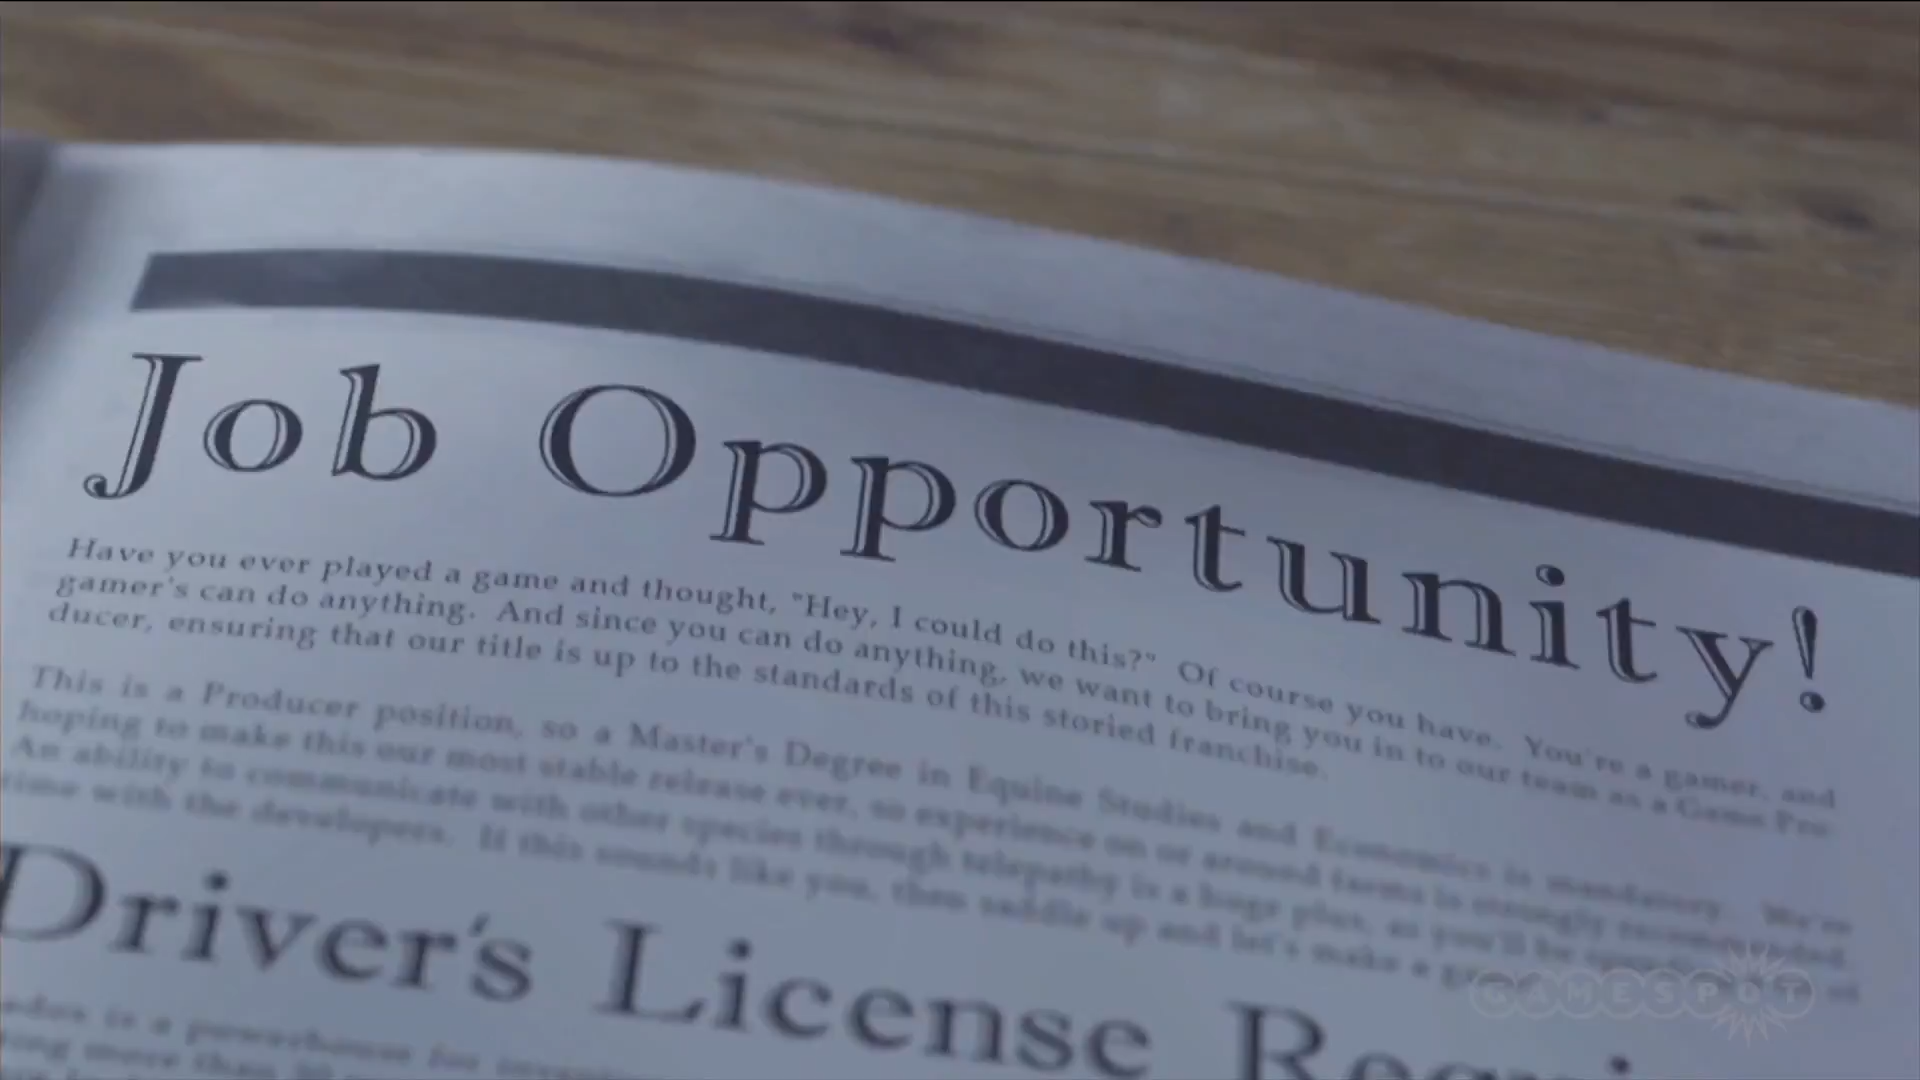 Job Opportunity!
Have you ever played a game and thought, "Hey, I could do this?" Of course you have. You're a gamer, and
gamer's can do anything. And since you can do anything, we want to bring you in to our team as a Game Pro-
ducer, ensuring that our title is up to the standards of this storied franchise.
This is a Producer position, so a Master's Degree in Equine Studies and Economics is mandatory. We're
hoping to make this our most stable release ever, so experience on or around farms is strongly recommended.
An ability to communicate with other species through telepathy is a huge plus, as you'll be
time with the developers. If this sounds like you, then saddle up and let's make a
Driver's License
is a powerhouse for
more than
GAMESPOT